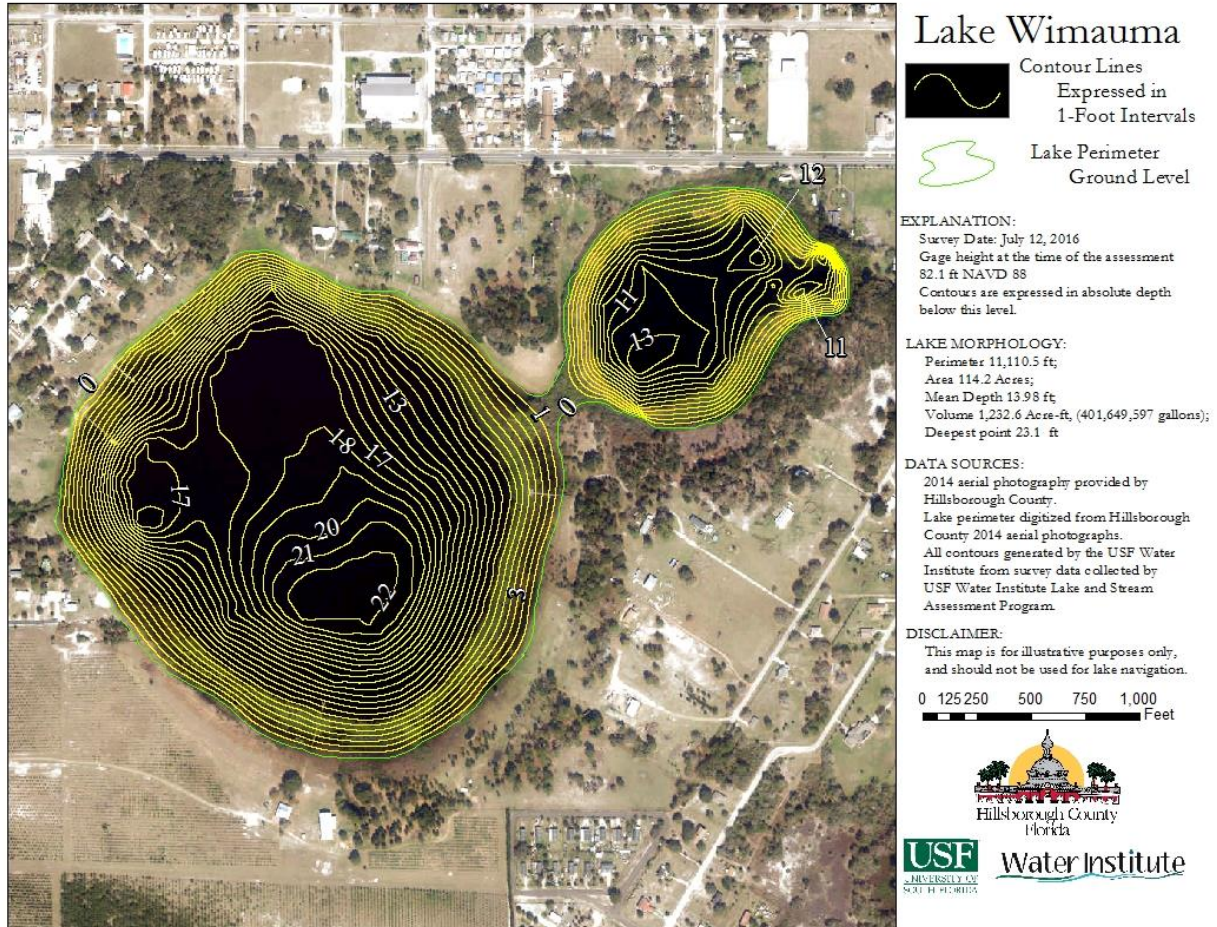 Lake Wimauma
Contour Lines
Expressed in
1-Foot Intervals
Lake Perimeter
Ground Level
EXPLANATION:
Survey Date: July 12, 2016
Gage height at the time of the assessment
82.1 ft NAVD 88
Contours are expressed in absolute depth
below this level.
LAKE MORPHOLOGY:
Perimeter 11,110.5 ft;
Area 114.2 Acres;
Mean Depth 13.98 ft;
Volume 1,232.6 Acre-ft, (401,649,597 gallons);
Deepest point 23.1 ft
DATA SOURCES:
2014 aerial photography provided by
Hillsborough County.
Lake perimeter digitized from Hillsborough
County 2014 aerial photographs.
All contours generated by the USF Water
Institute from survey data collected by
USF Water Institute Lake and Stream
Assessment Program.
DISCLAIMER:
This map is for illustrative purposes only,
and should not be used for lake navigation.
0 125 250 500 750 1,000
Feet
Hillsborough County
Florida
USF
UNIVERSITY OF
SOUTH FLORIDA
Water Institute
12
11
13
11
0
13
1
0
18
17
17
20
21
22
3